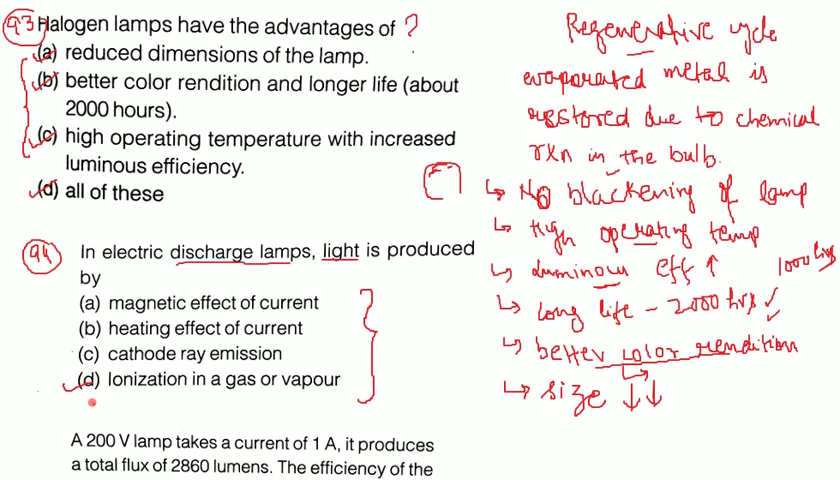 93 Halogen lamps have the advantages of ?
(a) reduced dimensions of the lamp.
(b) better color rendition and longer life (about
2000 hours).
(c) high operating temperature with increased
luminous efficiency.
(d) all of these
94 In electric discharge lamps, light is produced
by
(a) magnetic effect of current
(b) heating effect of current
(c) cathode ray emission
(d) Ionization in a gas or vapour
A 200 V lamp takes a current of 1 A, it produces
a total flux of 2860 lumens. The efficiency of the
Regenerative cycle
evaporated metal is
restored due to chemical
rxn in the bulb.
↳ No blackening of lamp
↳ High operating temp
↳ Luminous eff ↑ 1000 hrs
↳ Long life - 2000 hrs ✓
↳ better color rendition
↳ size ↓↓